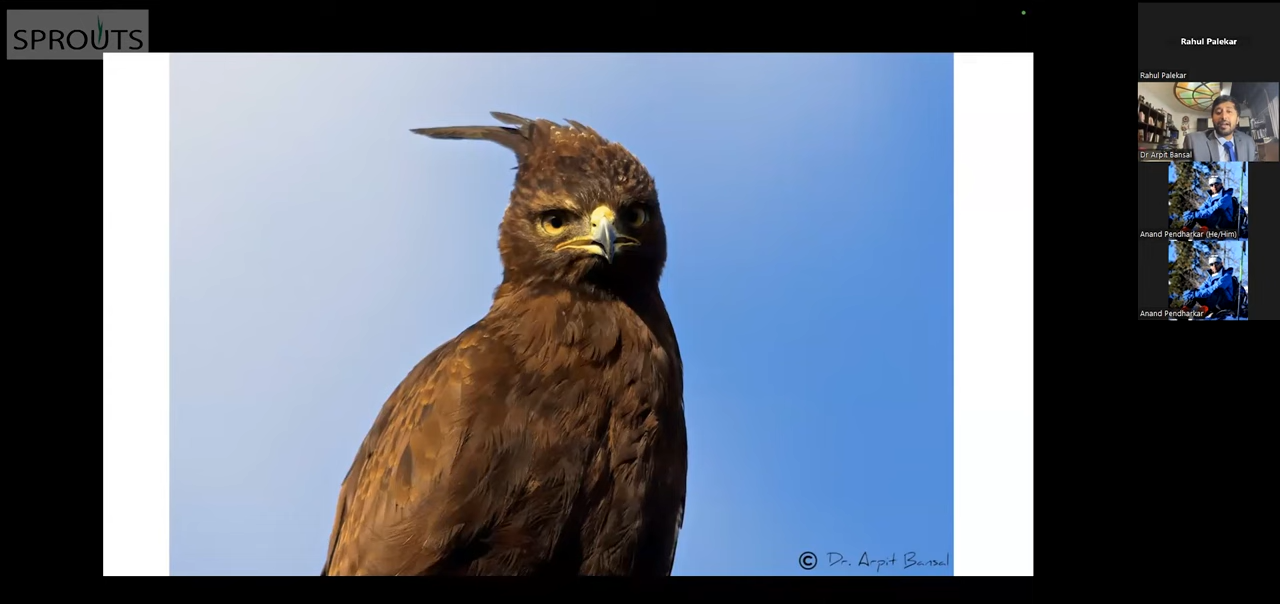 SPROUTS
© Dr. Arpit Bansal
Rahul Palekar
Rahul Palekar
Dr Arpit Bansal
Anand Pendharkar (He/Him)
Anand Pendharkar